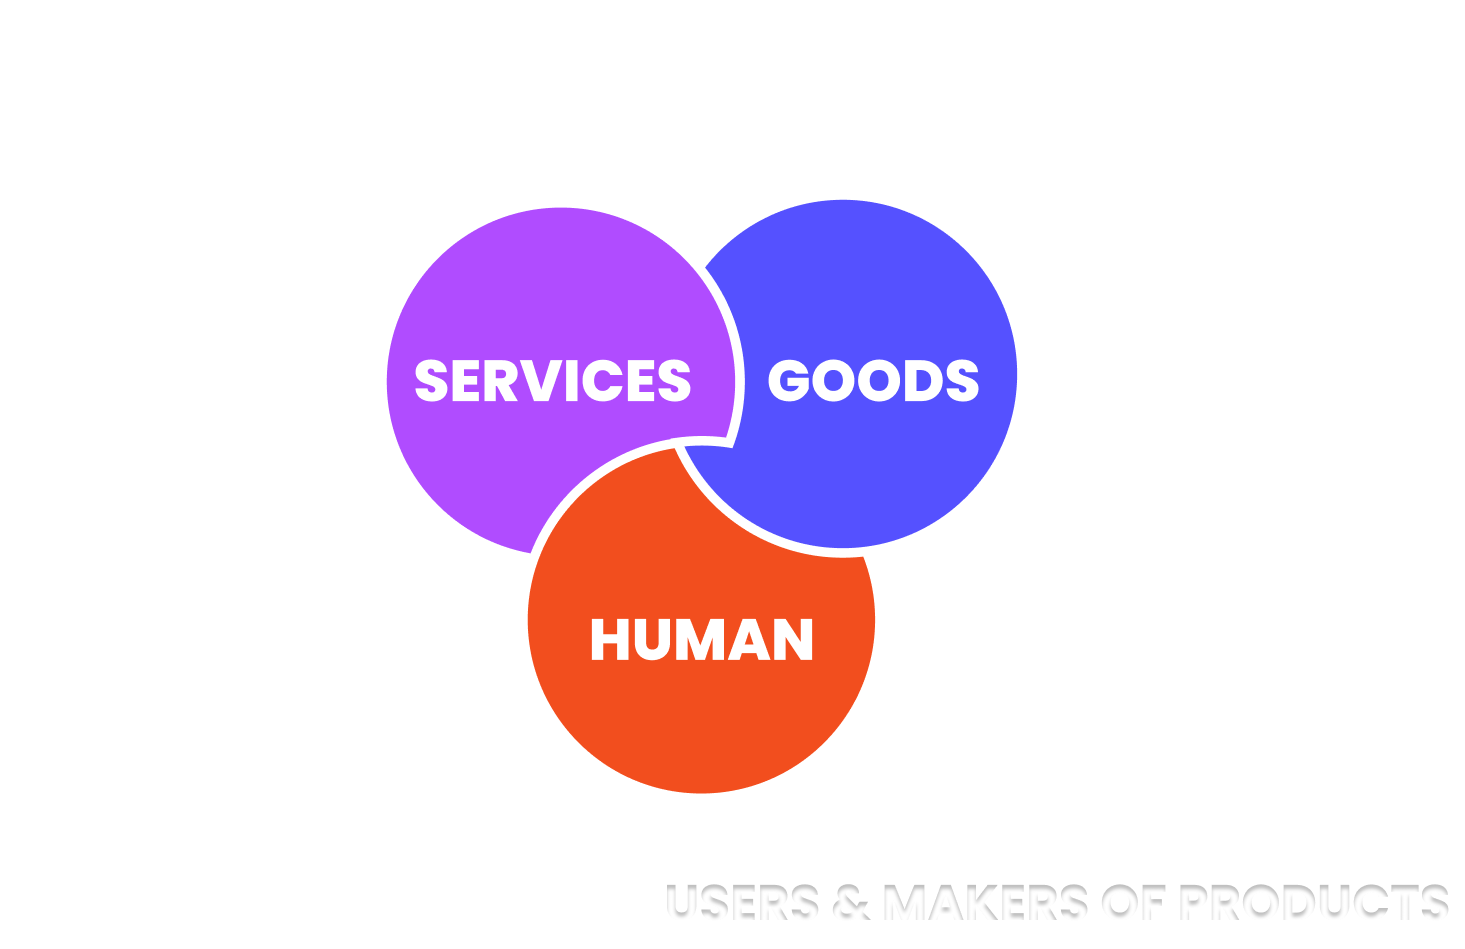 SERVICES
GOODS
HUMAN
USERS & MAKERS OF PRODUCTS